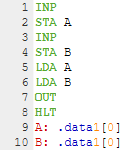 1 INP
2 STA A
3 INP
4 STA B
5 LDA A
6 LDA B
7 OUT
8 HLT
9 A: .data1[0]
10 B: .data1[0]